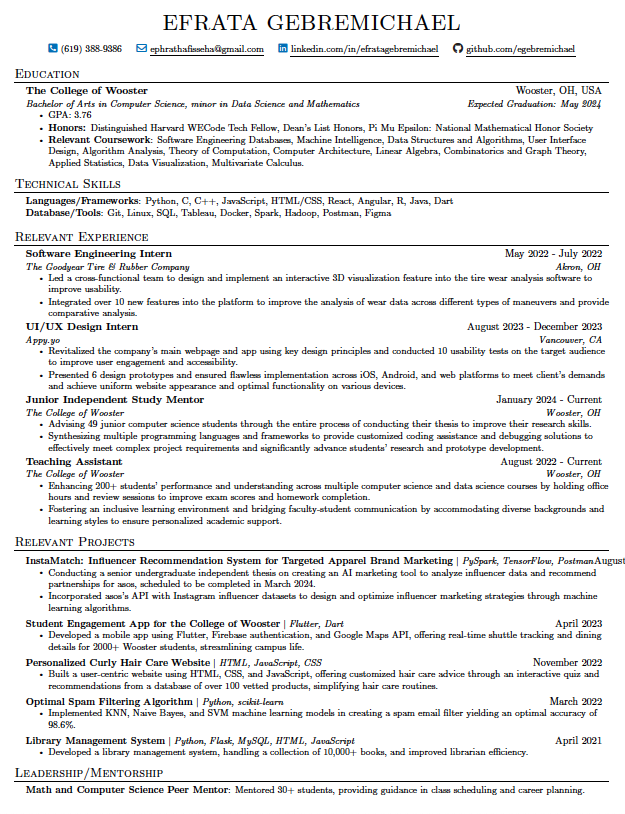 EFRATA GEBREMICHAEL
(619) 388-9386 ephrathafisseha@gmail.com linkedin.com/in/efratagebremichael github.com/egebremichael
EDUCATION
The College of Wooster Wooster, OH, USA
Bachelor of Arts in Computer Science, minor in Data Science and Mathematics Expected Graduation: May 2024
• GPA: 3.76
• Honors: Distinguished Harvard WECode Tech Fellow, Dean's List Honors, Pi Mu Epsilon: National Mathematical Honor Society
• Relevant Coursework: Software Engineering Databases, Machine Intelligence, Data Structures and Algorithms, User Interface
Design, Algorithm Analysis, Theory of Computation, Computer Architecture, Linear Algebra, Combinatorics and Graph Theory,
Applied Statistics, Data Visualization, Multivariate Calculus.
TECHNICAL SKILLS
Languages/Frameworks: Python, C, C++, JavaScript, HTML/CSS, React, Angular, R, Java, Dart
Database/Tools: Git, Linux, SQL, Tableau, Docker, Spark, Hadoop, Postman, Figma
RELEVANT EXPERIENCE
Software Engineering Intern May 2022 - July 2022
The Goodyear Tire & Rubber Company Akron, OH
• Led a cross-functional team to design and implement an interactive 3D visualization feature into the tire wear analysis software to
improve usability.
• Integrated over 10 new features into the platform to improve the analysis of wear data across different types of maneuvers and provide
comparative analysis.
UI/UX Design Intern August 2023 - December 2023
Appy.yo Vancouver, CA
• Revitalized the company's main webpage and app using key design principles and conducted 10 usability tests on the target audience
to improve user engagement and accessibility.
• Presented 6 design prototypes and ensured flawless implementation across iOS, Android, and web platforms to meet client's demands
and achieve uniform website appearance and optimal functionality on various devices.
Junior Independent Study Mentor January 2024 - Current
The College of Wooster Wooster, OH
• Advising 49 junior computer science students through the entire process of conducting their thesis to improve their research skills.
• Synthesizing multiple programming languages and frameworks to provide customized coding assistance and debugging solutions to
effectively meet complex project requirements and significantly advance students' research and prototype development.
Teaching Assistant August 2022 - Current
The College of Wooster Wooster, OH
• Enhancing 200+ students' performance and understanding across multiple computer science and data science courses by holding office
hours and review sessions to improve exam scores and homework completion.
• Fostering an inclusive learning environment and bridging faculty-student communication by accommodating diverse backgrounds and
learning styles to ensure personalized academic support.
RELEVANT PROJECTS
InstaMatch: Influencer Recommendation System for Targeted Apparel Brand Marketing | PySpark, TensorFlow, Postman August
• Conducting a senior undergraduate independent thesis on creating an AI marketing tool to analyze influencer data and recommend
partnerships for asos, scheduled to be completed in March 2024.
• Incorporated asos's API with Instagram influencer datasets to design and optimize influencer marketing strategies through machine
learning algorithms.
Student Engagement App for the College of Wooster | Flutter, Dart April 2023
• Developed a mobile app using Flutter, Firebase authentication, and Google Maps API, offering real-time shuttle tracking and dining
details for 2000+ Wooster students, streamlining campus life.
Personalized Curly Hair Care Website | HTML, JavaScript, CSS November 2022
• Built a user-centric website using HTML, CSS, and JavaScript, offering customized hair care advice through an interactive quiz and
recommendations from a database of over 100 vetted products, simplifying hair care routines.
Optimal Spam Filtering Algorithm | Python, scikit-learn March 2022
• Implemented KNN, Naive Bayes, and SVM machine learning models in creating a spam email filter yielding an optimal accuracy of
98.6%.
Library Management System | Python, Flask, MySQL, HTML, JavaScript April 2021
• Developed a library management system, handling a collection of 10,000+ books, and improved librarian efficiency.
LEADERSHIP/MENTORSHIP
Math and Computer Science Peer Mentor: Mentored 30+ students, providing guidance in class scheduling and career planning.